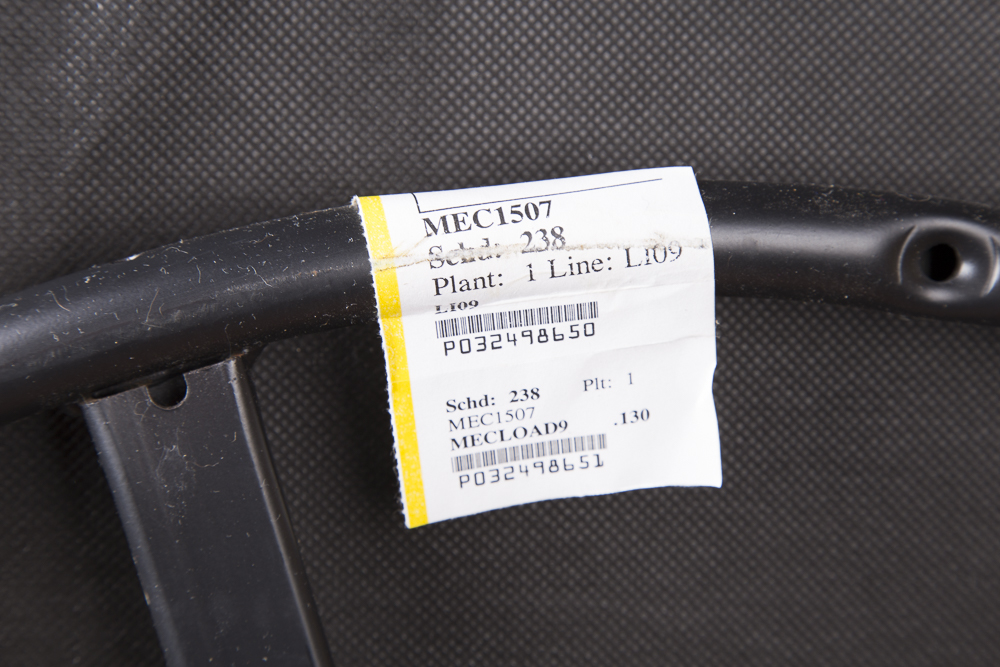 MEC1507
Schd: 238
Plant: 1 Line: LI09
LI09
P032498650
Schd: 238 Plt: 1
MEC1507
MECLOAD9 .130
P032498651